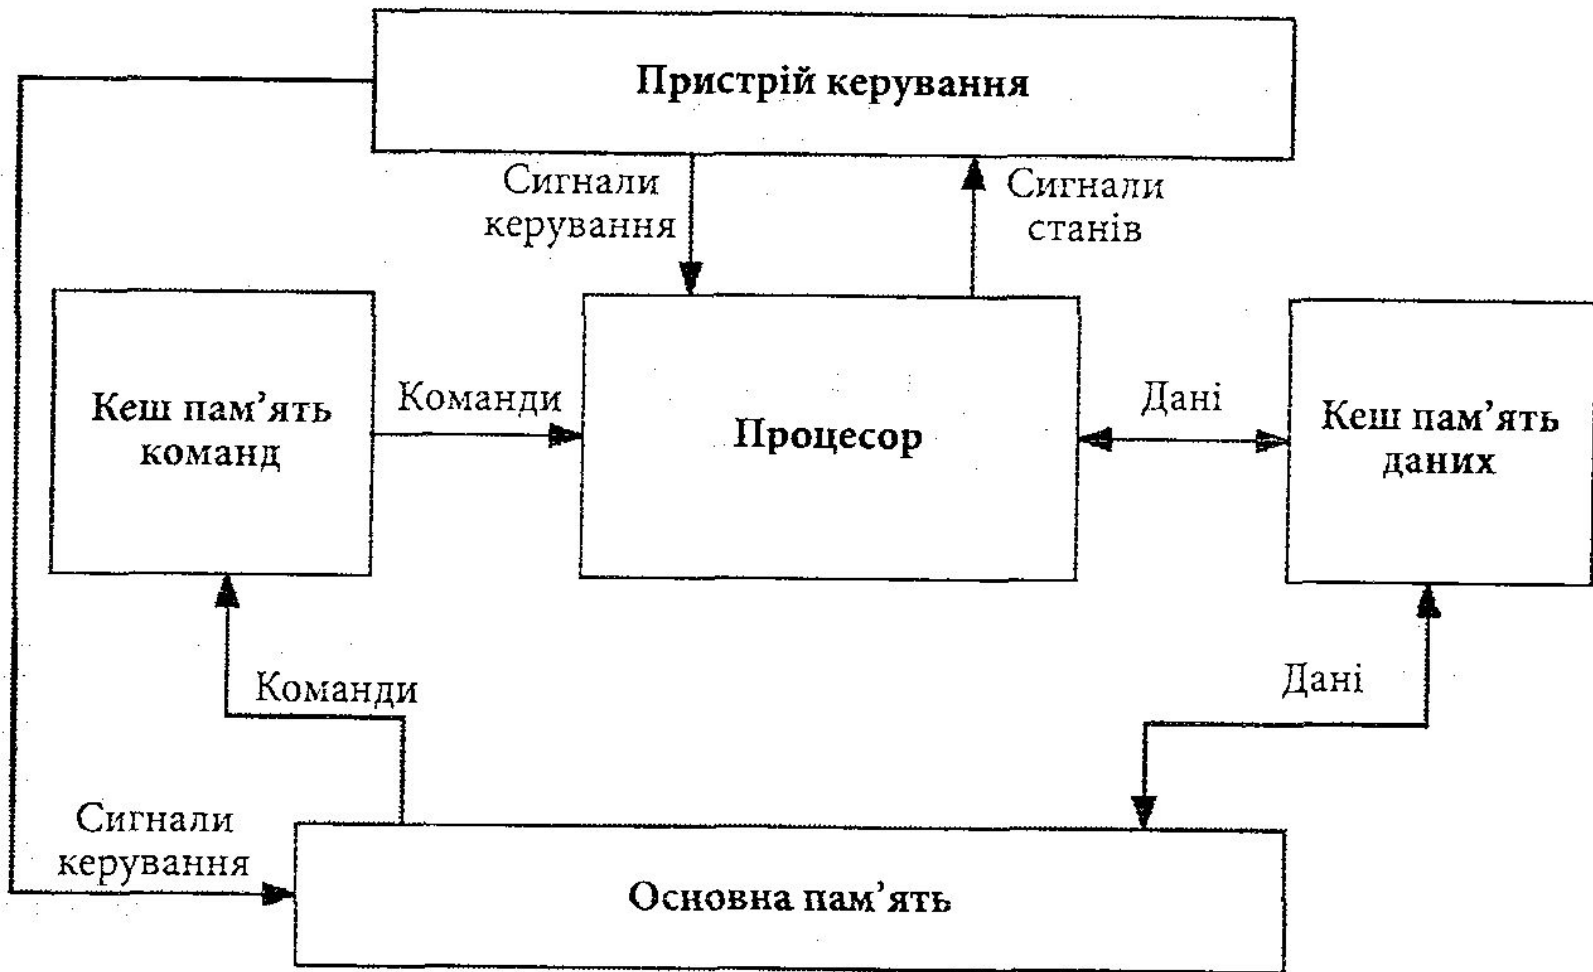 Пристрій керування
Сигнали
керування
Сигнали
станів
Кеш пам’ять
команд
Команди
Процесор
Дані
Кеш пам’ять
даних
Команди
Дані
Сигнали
керування
Основна пам’ять